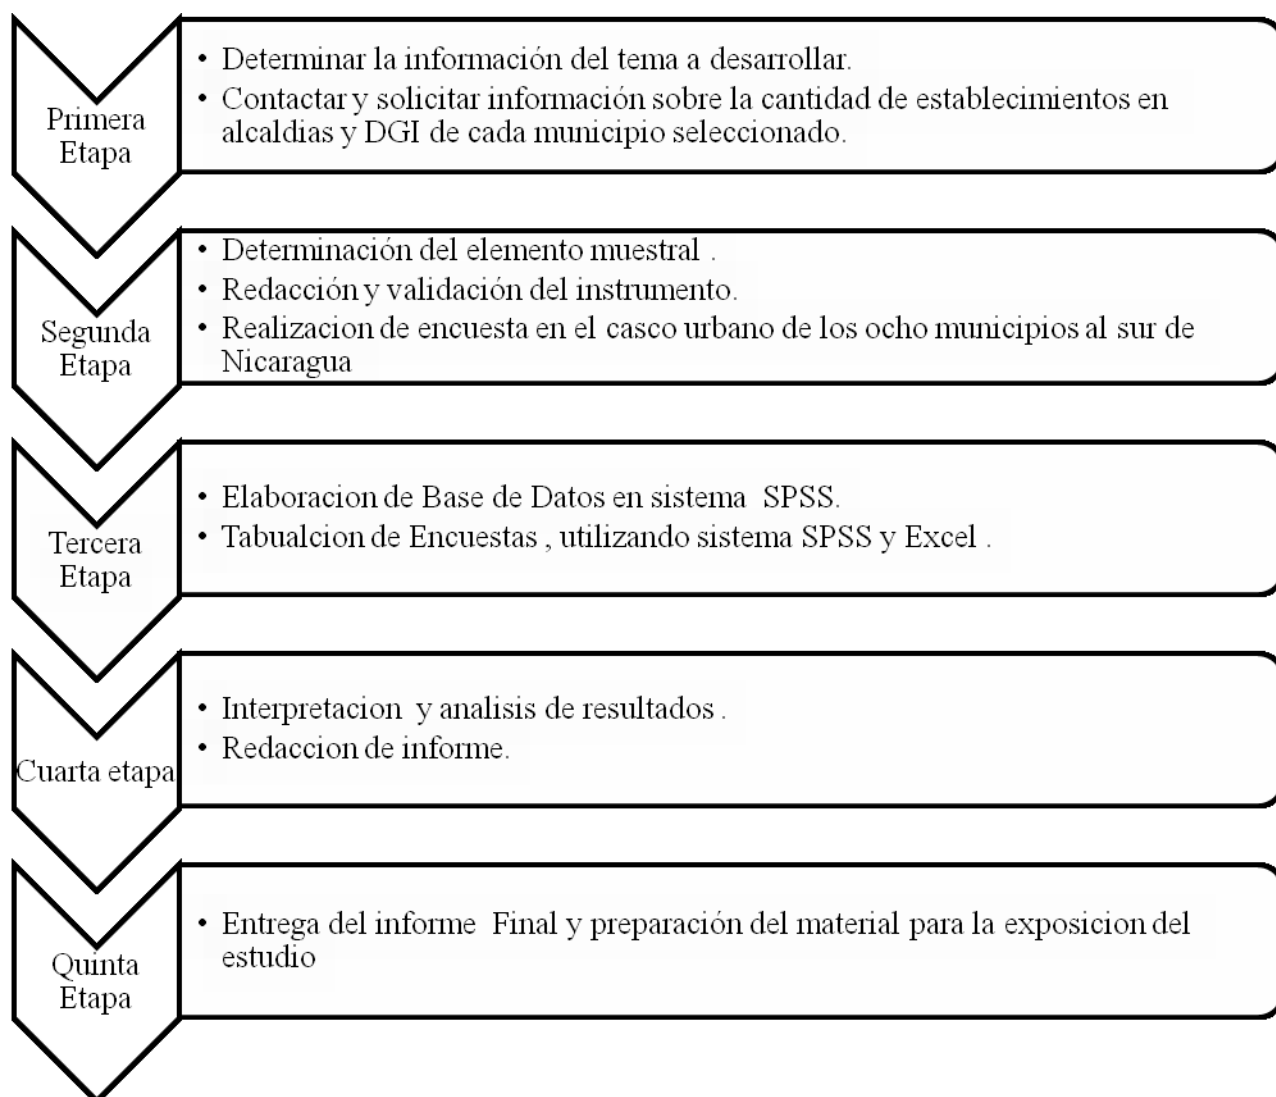 Primera
Etapa
• Determinar la información del tema a desarrollar.
• Contactar y solicitar información sobre la cantidad de establecimientos en
alcaldias y DGI de cada municipio seleccionado.
Segunda
Etapa
• Determinación del elemento muestral .
• Redacción y validación del instrumento.
• Realizacion de encuesta en el casco urbano de los ocho municipios al sur de
Nicaragua
Tercera
Etapa
• Elaboracion de Base de Datos en sistema  SPSS.
• Tabualcion de Encuestas , utilizando sistema SPSS y Excel .
Cuarta etapa
• Interpretacion  y analisis de resultados .
• Redaccion de informe.
Quinta
Etapa
• Entrega del informe  Final y preparación del material para la exposicion del
estudio